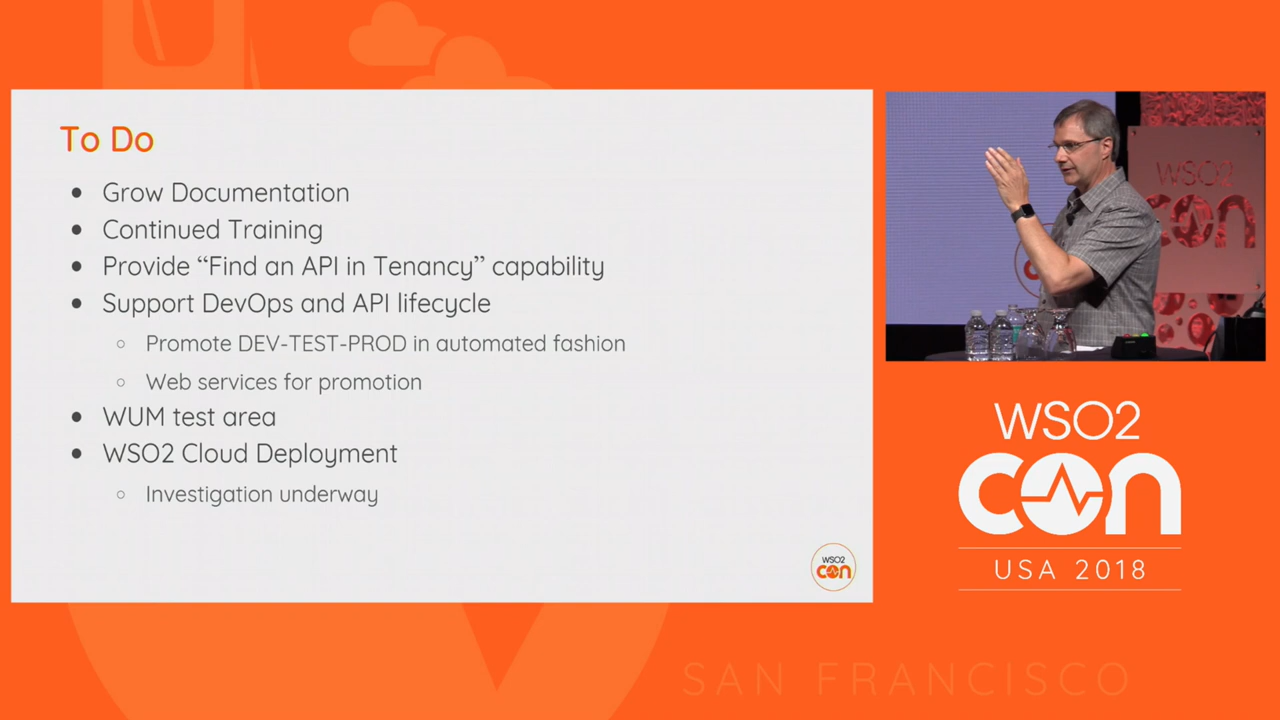 To Do
Grow Documentation
Continued Training
Provide “Find an API in Tenancy” capability
Support DevOps and API lifecycle
Promote DEV-TEST-PROD in automated fashion
Web services for promotion
WUM test area
WSO2 Cloud Deployment
Investigation underway
WSO2
con
WSO2
con
WSO2
con
USA 2018
SAN FRANCISCO